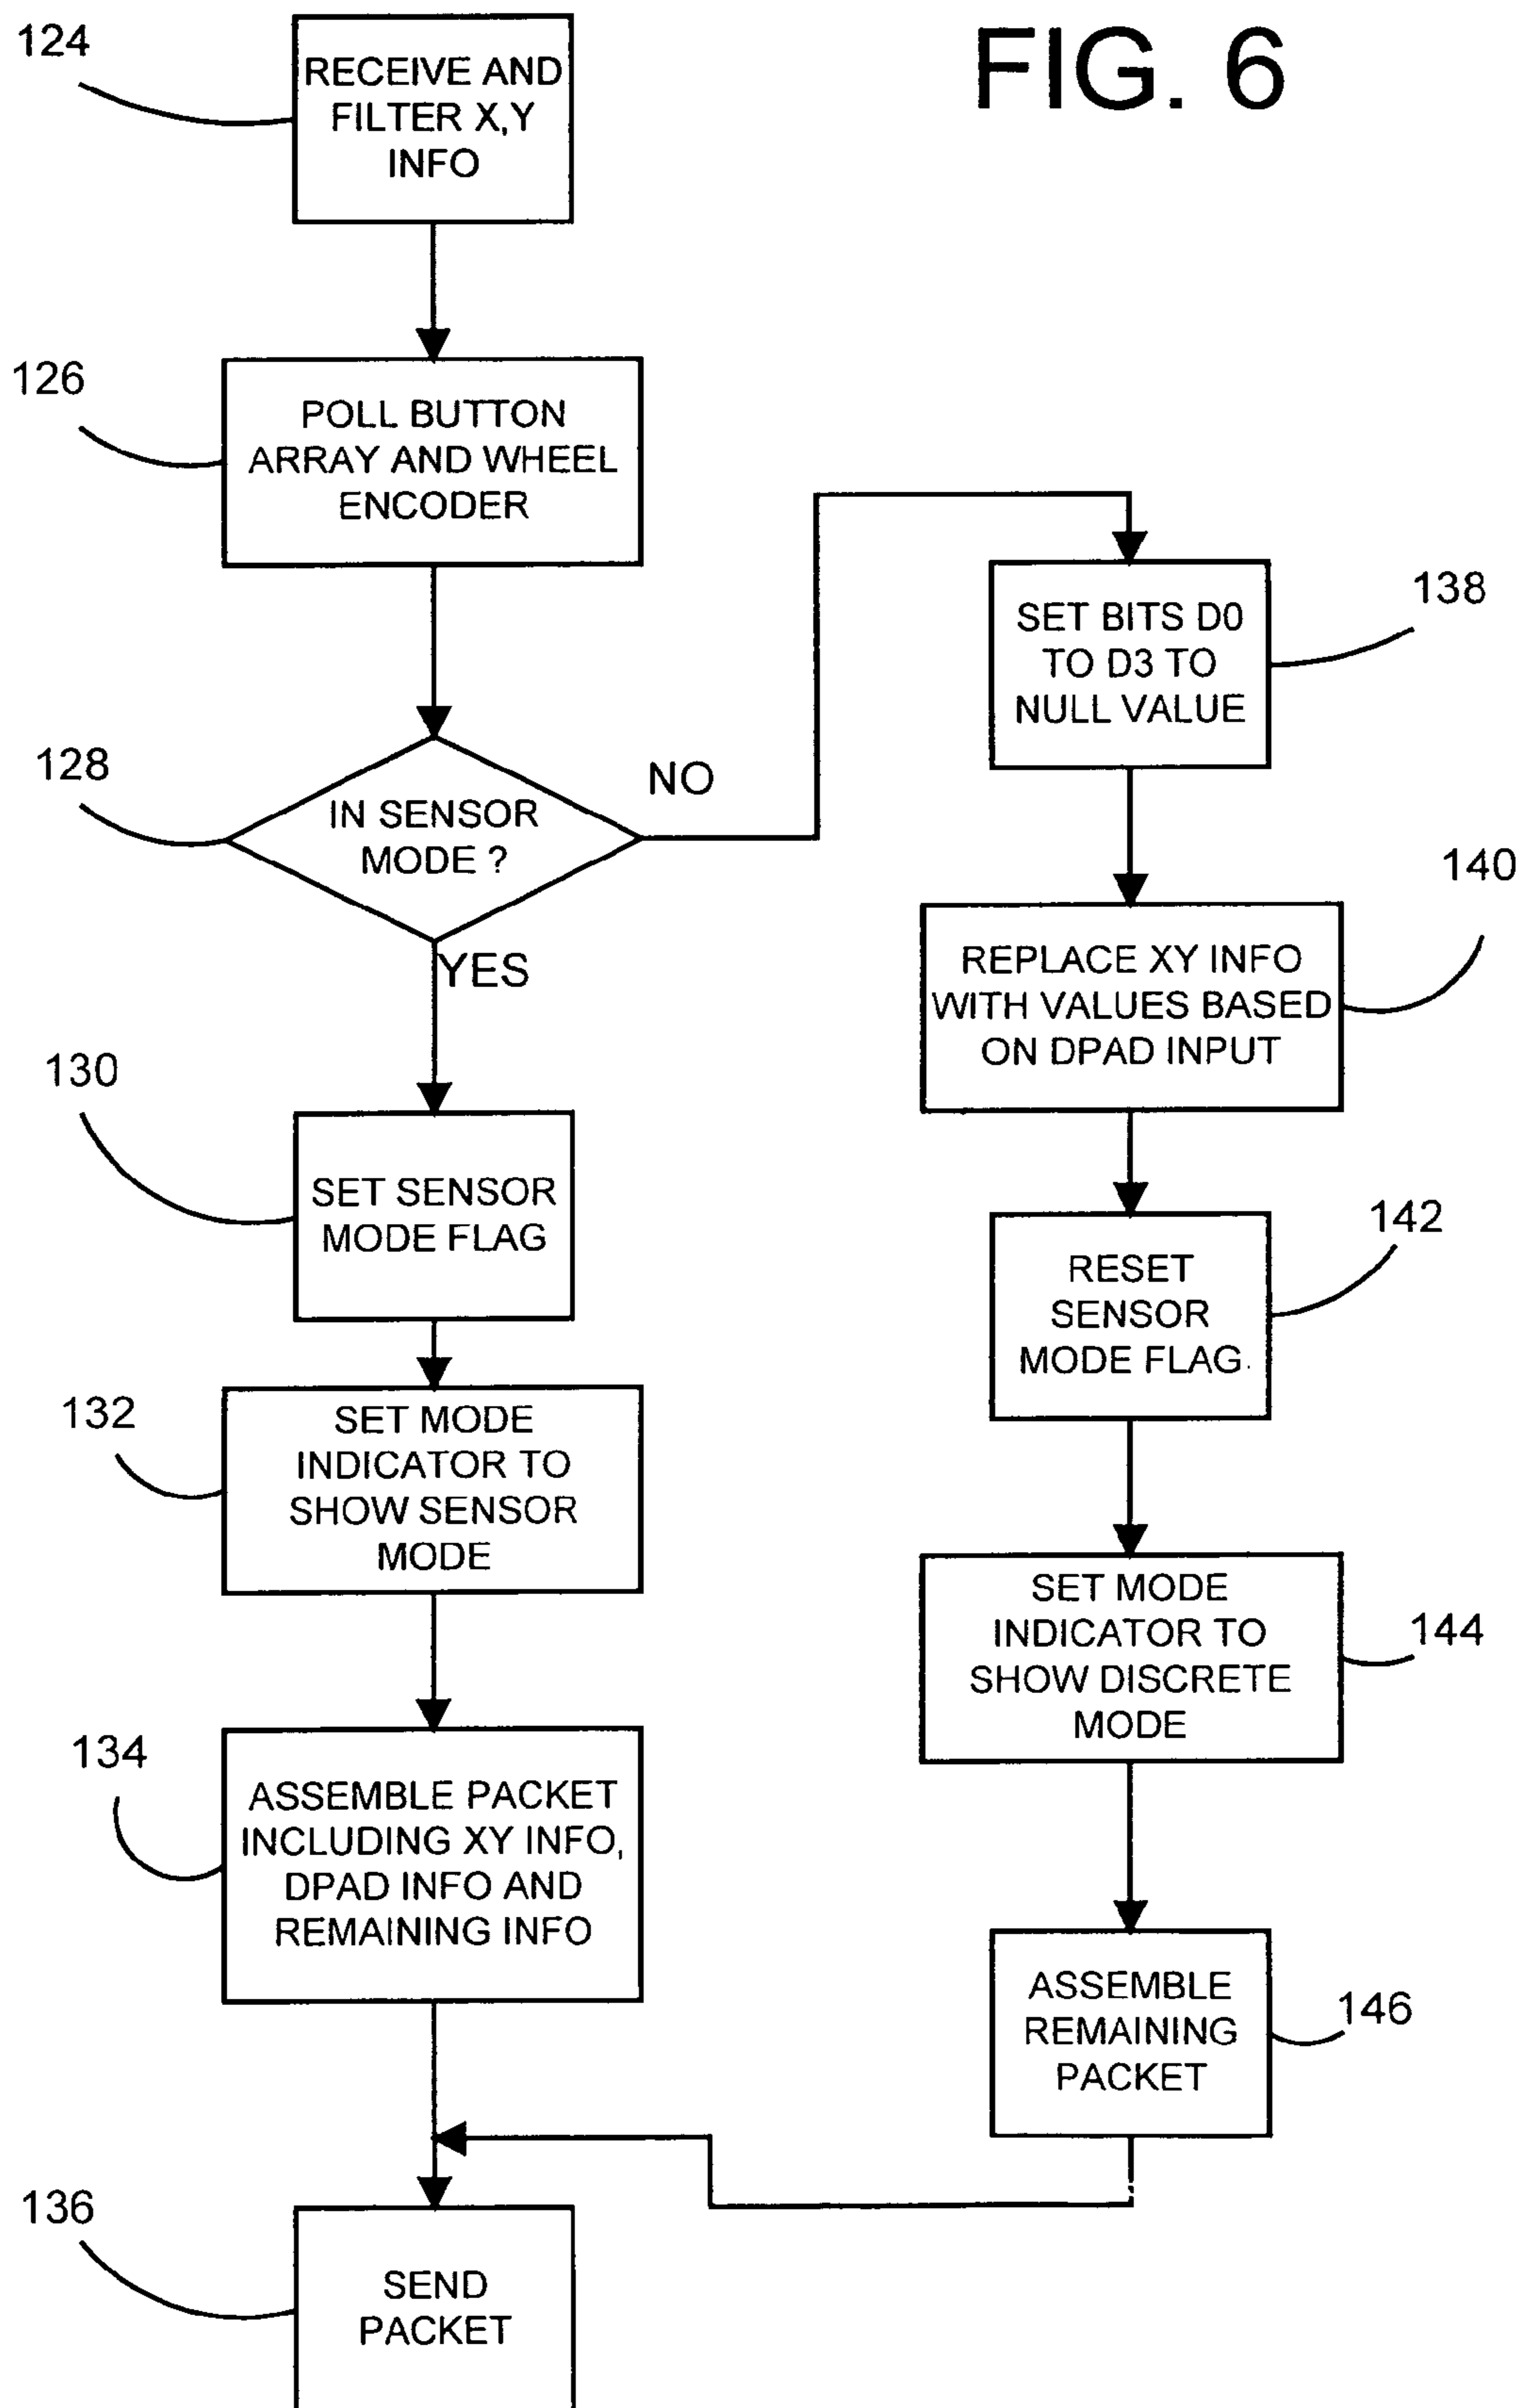 FIG. 6
124
RECEIVE AND
FILTER X,Y
INFO
126
POLL BUTTON
ARRAY AND WHEEL
ENCODER
128
IN SENSOR
MODE ?
NO
YES
130
SET SENSOR
MODE FLAG
132
SET MODE
INDICATOR TO
SHOW SENSOR
MODE
134
ASSEMBLE PACKET
INCLUDING XY INFO,
DPAD INFO AND
REMAINING INFO
136
SEND
PACKET
138
SET BITS D0
TO D3 TO
NULL VALUE
140
REPLACE XY INFO
WITH VALUES BASED
ON DPAD INPUT
142
RESET
SENSOR
MODE FLAG
144
SET MODE
INDICATOR TO
SHOW DISCRETE
MODE
146
ASSEMBLE
REMAINING
PACKET